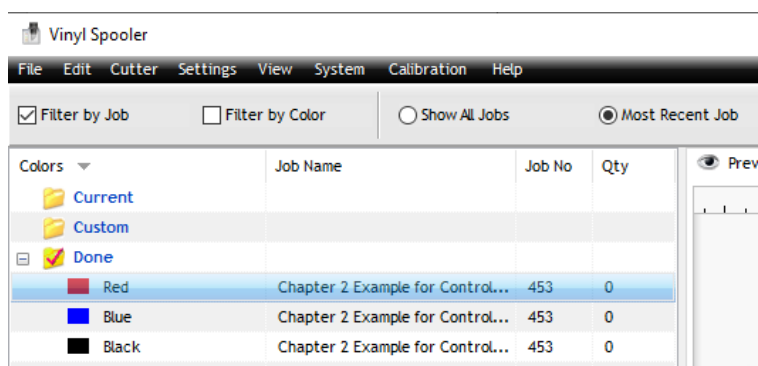 Vinyl Spooler
File Edit Cutter Settings View System Calibration Help
Filter by Job Filter by Color Show All Jobs Most Recent Job
Colors Job Name Job No Qty Prev
Current
Custom
Done
Red Chapter 2 Example for Control... 453 0
Blue Chapter 2 Example for Control... 453 0
Black Chapter 2 Example for Control... 453 0